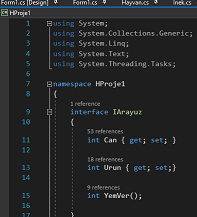 Form1.cs [Design]
Form1.cs
Hayvan.cs
Inek.cs
HProje1
1 using System;
2 using System.Collections.Generic;
3 using System.Linq;
4 using System.Text;
5 using System.Threading.Tasks;
6
7 namespace HProje1
8 {
1 reference
9 interface IArayuz
10 {
53 references
11 int Can { get; set; }
12
18 references
13 int Urun { get; set;}
14
9 references
15 int YemVer();
16
17 }